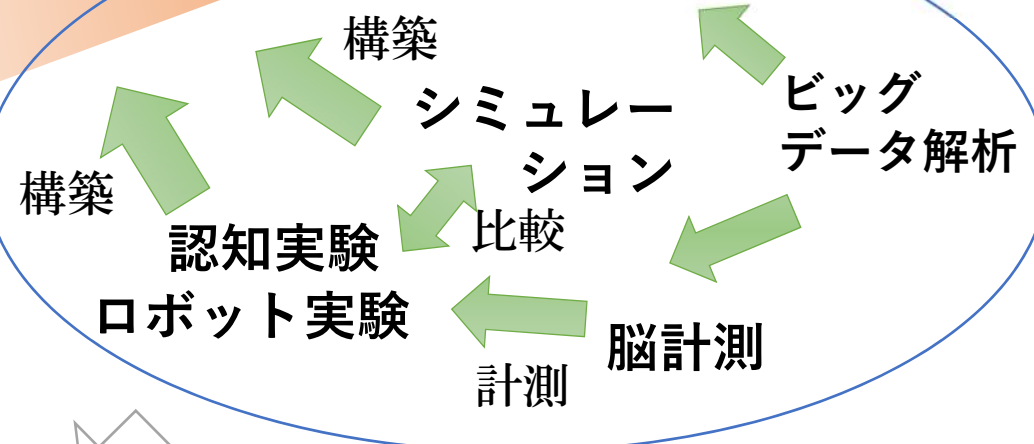 構築
シミュレー
ション
ビッグ
データ解析
構築
比較
認知実験
ロボット実験
脳計測
計測